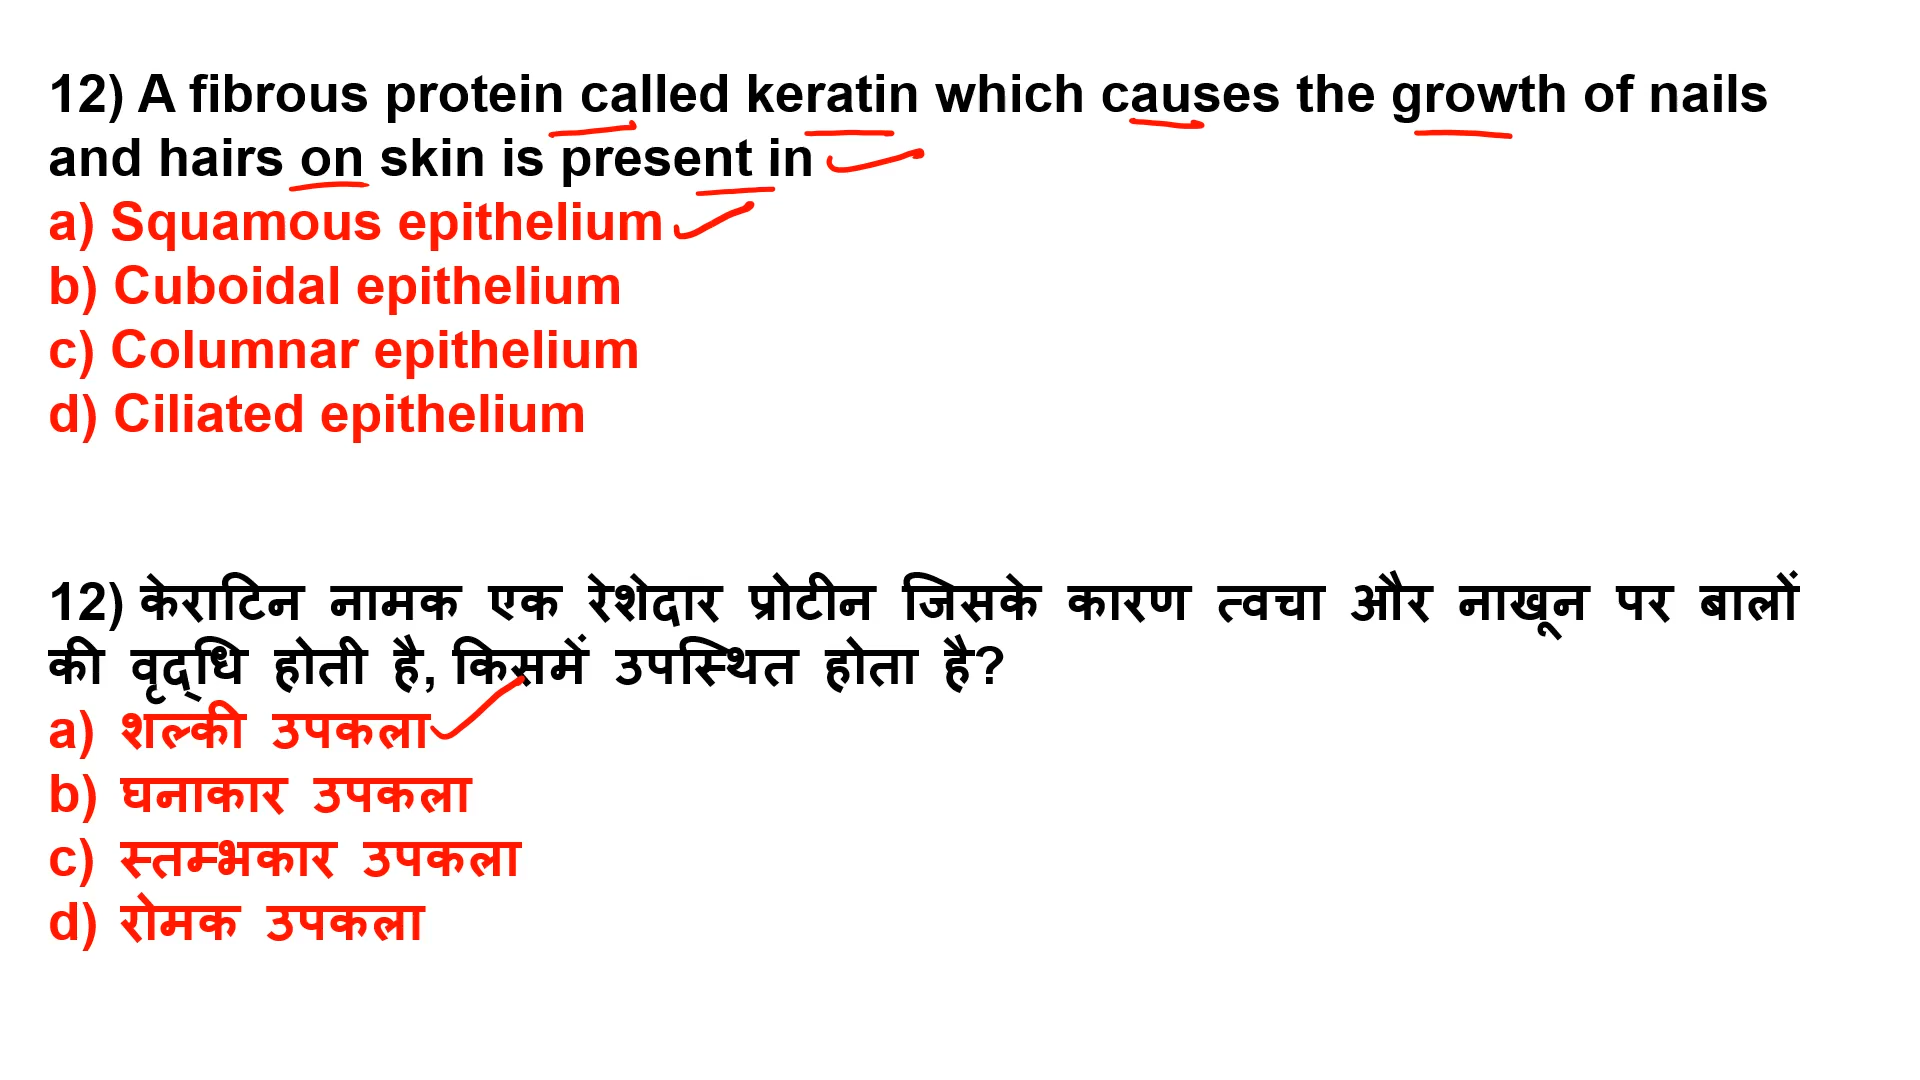 12) A fibrous protein called keratin which causes the growth of nails
and hairs on skin is present in
a) Squamous epithelium
b) Cuboidal epithelium
c) Columnar epithelium
d) Ciliated epithelium
12) केराटिन नामक एक रेशेदार प्रोटीन जिसके कारण त्वचा और नाखून पर बालों
की वृद्धि होती है, किसमें उपस्थित होता है?
a) शल्की उपकला
b) घनाकार उपकला
c) स्तम्भकार उपकला
d) रोमक उपकला